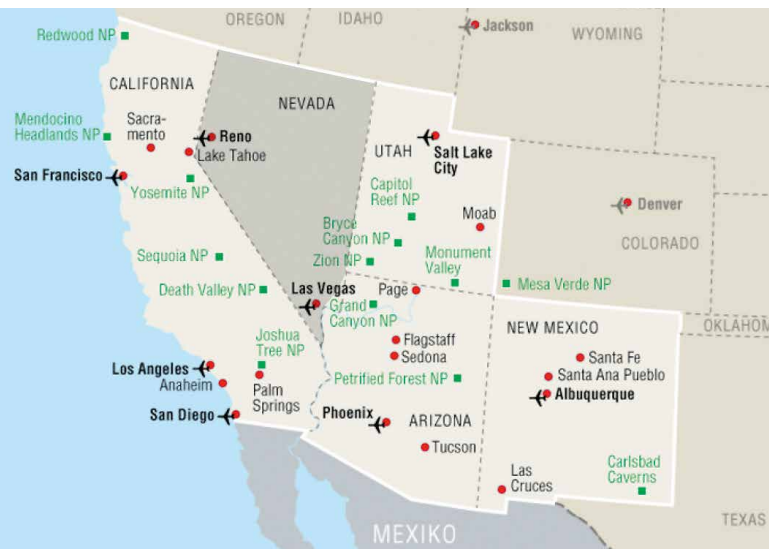 OREGON
IDAHO
Jackson
WYOMING
Redwood NP
CALIFORNIA
NEVADA
Mendocino
Headlands NP
Sacra-
mento
Reno
Lake Tahoe
UTAH
Salt Lake
City
San Francisco
Yosemite NP
Capitol
Reef NP
Moab
Denver
COLORADO
Bryce
Canyon NP
Zion NP
Monument
Valley
Sequoia NP
Death Valley NP
Las Vegas
Page
Mesa Verde NP
Grand
Canyon NP
NEW MEXICO
OKLAHOM
Joshua
Tree NP
Flagstaff
Sedona
Santa Fe
Santa Ana Pueblo
Albuquerque
Los Angeles
Anaheim
Palm
Springs
Petrified Forest NP
San Diego
Phoenix
ARIZONA
Tucson
Las
Cruces
Carlsbad
Caverns
MEXIKO
TEXAS